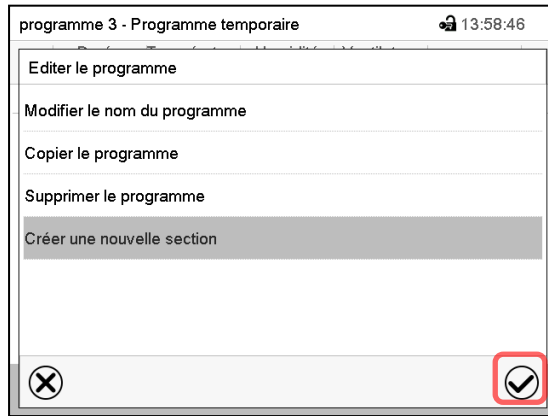 programme 3 - Programme temporaire 13:58:46
Editer le programme
Modifier le nom du programme
Copier le programme
Supprimer le programme
Créer une nouvelle section